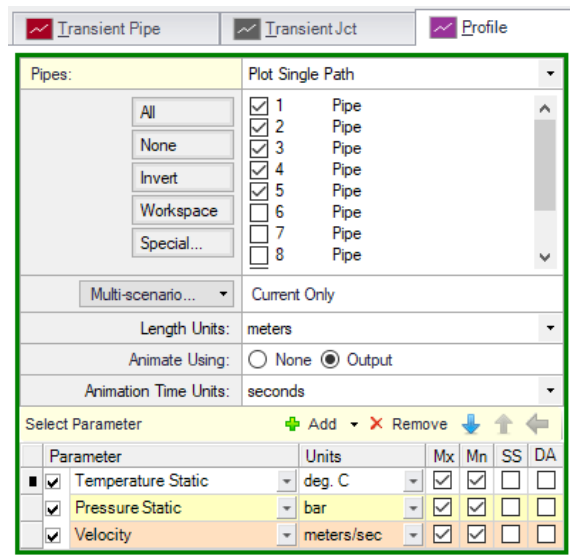 Transient Pipe Transient Jct Profile
Pipes: Plot Single Path
All
None
Invert
Workspace
Special...
1 Pipe
2 Pipe
3 Pipe
4 Pipe
5 Pipe
6 Pipe
7 Pipe
8 Pipe
Multi-scenario... Current Only
Length Units: meters
Animate Using: None Output
Animation Time Units: seconds
Select Parameter Add Remove
Parameter Units Mx Mn SS DA
Temperature Static deg. C
Pressure Static bar
Velocity meters/sec